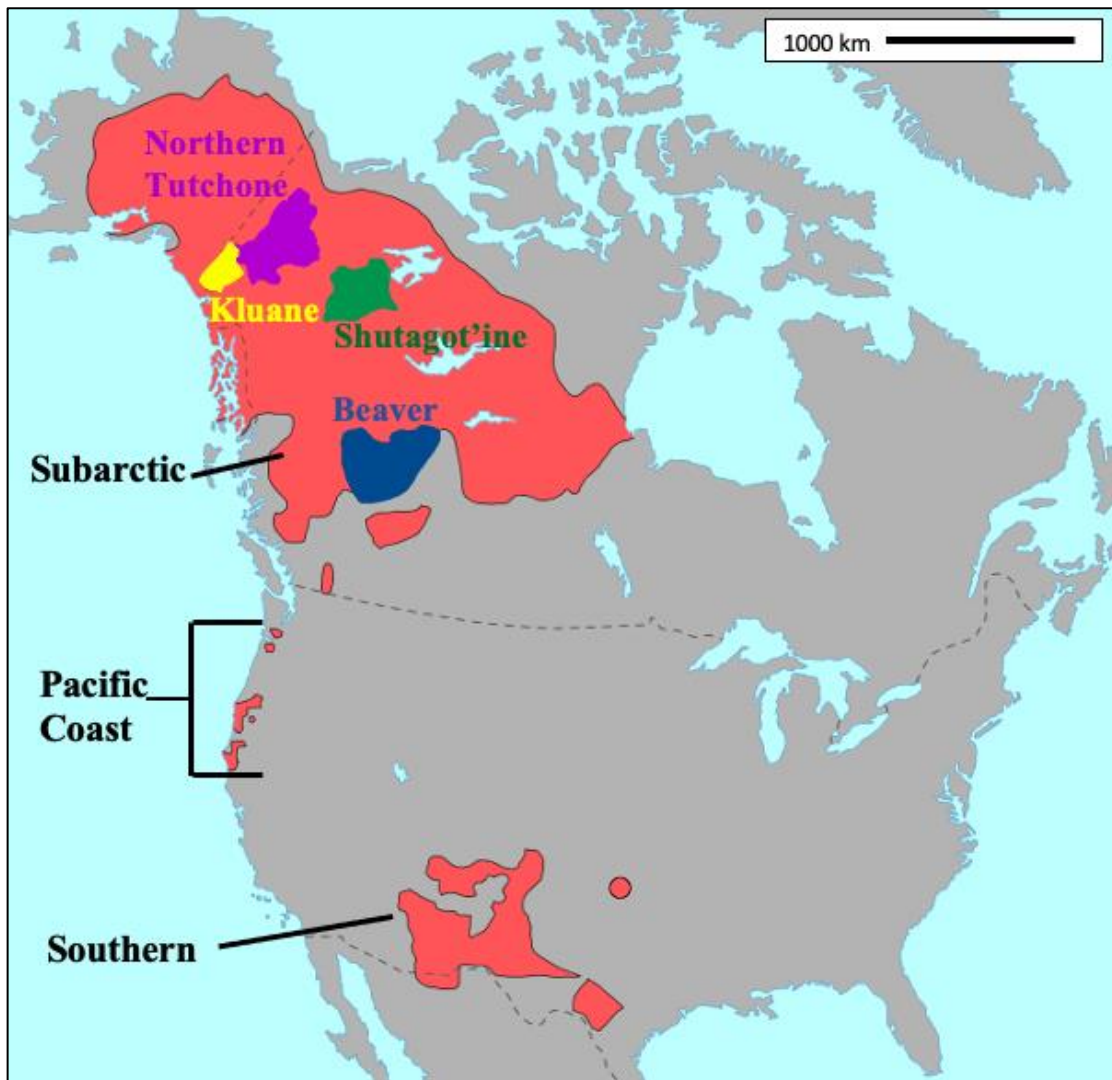 1000 km
Northern
Tutchone
Kluane
Shutagot’ine
Beaver
Subarctic
Pacific
Coast
Southern